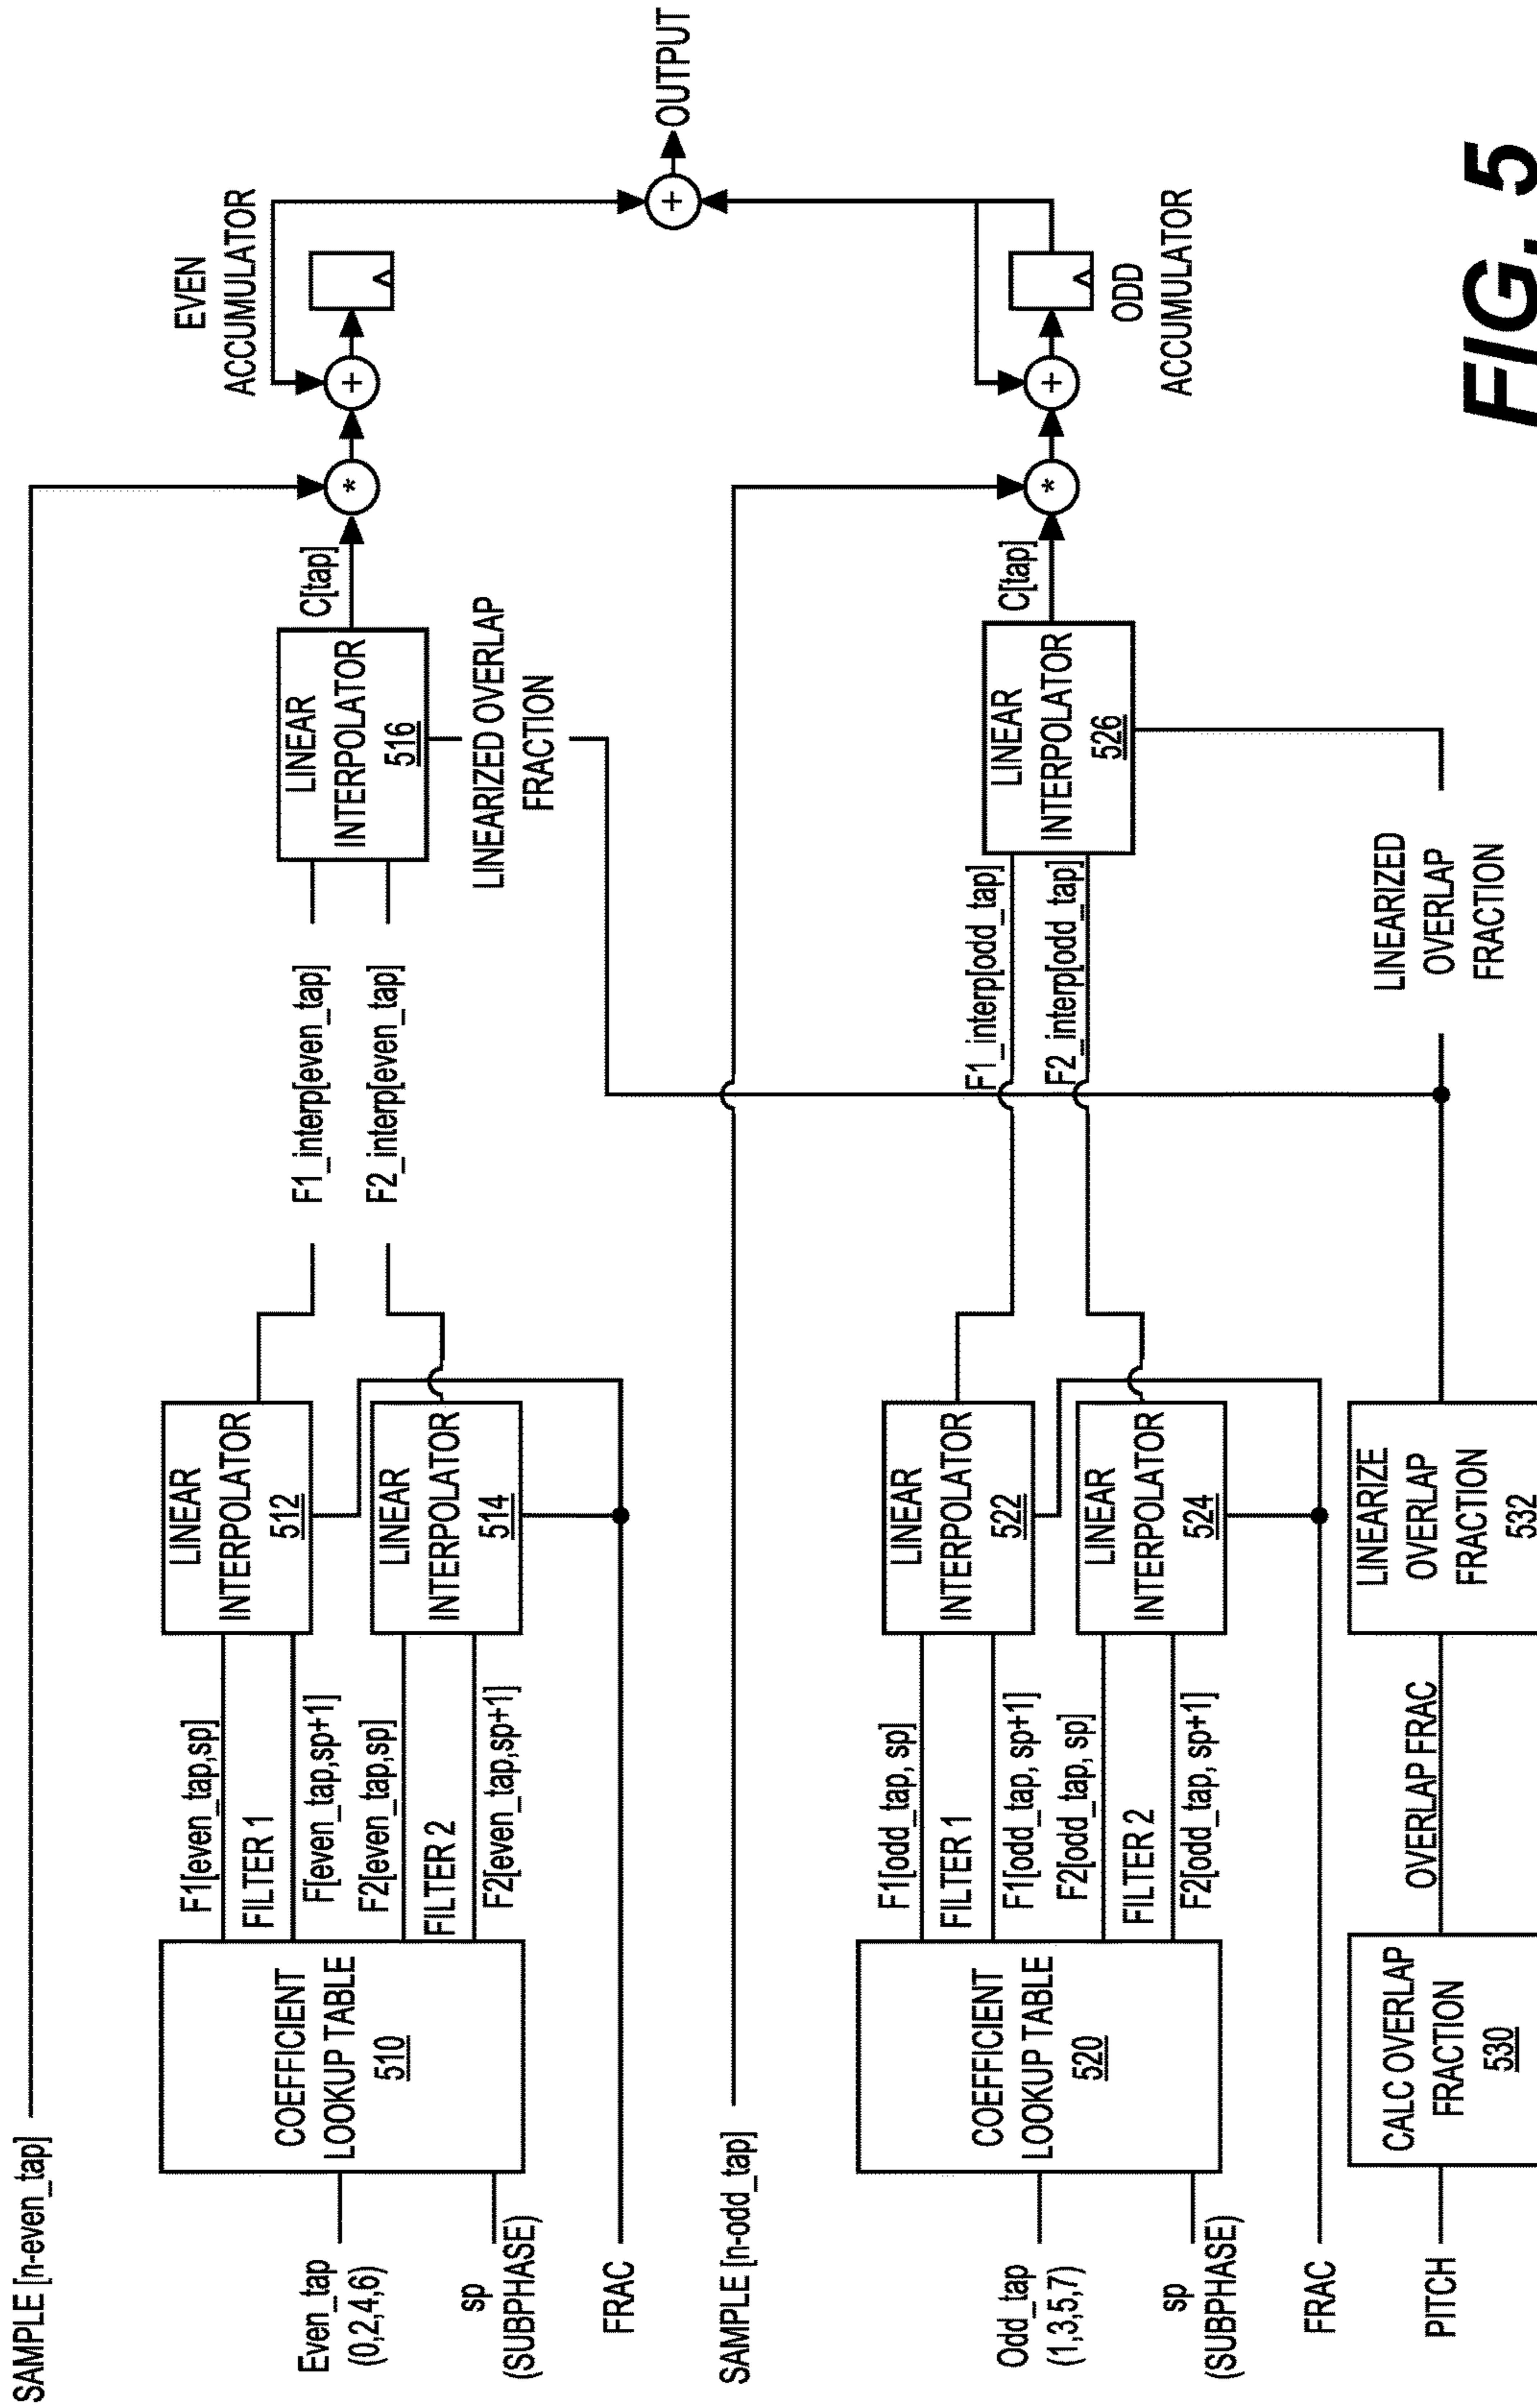 SAMPLE [n-even_tap]
Even_tap
(0,2,4,6)
sp
(SUBPHASE)
FRAC
COEFFICIENT
LOOKUP TABLE
510
F1[even_tap,sp]
FILTER 1
F[even_tap,sp+1]
F2[even_tap,sp]
FILTER 2
F2[even_tap,sp+1]
LINEAR
INTERPOLATOR
512
LINEAR
INTERPOLATOR
514
F1_interp[even_tap]
F2_interp[even_tap]
LINEAR
INTERPOLATOR
516
LINEARIZED OVERLAP
FRACTION
C[tap]
*
+
EVEN
ACCUMULATOR
+
OUTPUT
SAMPLE [n-odd_tap]
Odd_tap
(1,3,5,7)
sp
(SUBPHASE)
FRAC
COEFFICIENT
LOOKUP TABLE
520
F1[odd_tap, sp]
FILTER 1
F1[odd_tap, sp+1]
F2[odd_tap, sp]
FILTER 2
F2[odd_tap, sp+1]
LINEAR
INTERPOLATOR
522
LINEAR
INTERPOLATOR
524
F1_interp[odd_tap]
F2_interp[odd_tap]
LINEAR
INTERPOLATOR
526
C[tap]
*
+
ODD
ACCUMULATOR
PITCH
CALC OVERLAP
FRACTION
530
OVERLAP FRAC
LINEARIZE
OVERLAP
FRACTION
532
LINEARIZED
OVERLAP
FRACTION
FIG. 5